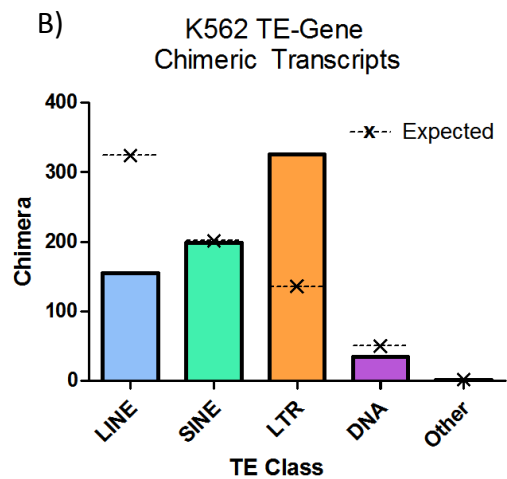 B)
K562 TE-Gene
Chimeric Transcripts
400
300
200
100
0
Chimera
Expected
LINE
SINE
LTR
DNA
Other
TE Class